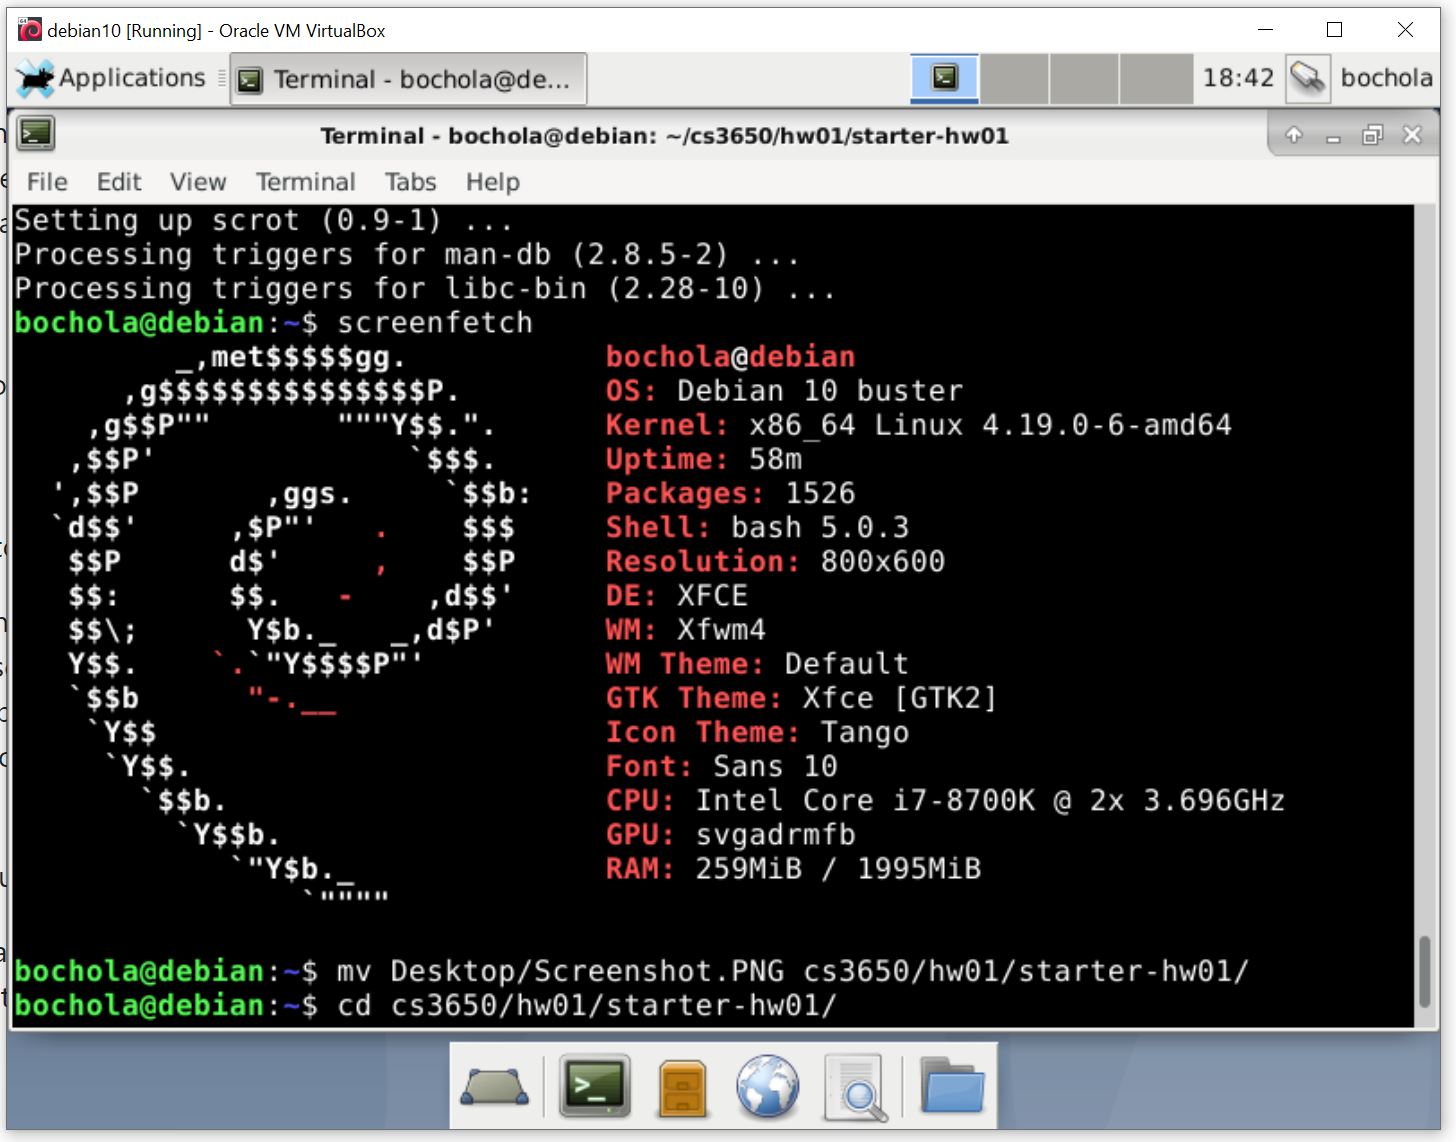 debian10 [Running] - Oracle VM VirtualBox
Applications Terminal - bochola@de... 18:42 bochola
Terminal - bochola@debian: ~/cs3650/hw01/starter-hw01
File Edit View Terminal Tabs Help
Setting up scrot (0.9-1) ...
Processing triggers for man-db (2.8.5-2) ...
Processing triggers for libc-bin (2.28-10) ...
bochola@debian:~$ screenfetch
         _,met$$$$$gg.           bochola@debian
      ,g$$$$$$$$$$$$$$$P.        OS: Debian 10 buster
    ,g$$P""       """Y$$.".      Kernel: x86_64 Linux 4.19.0-6-amd64
   ,$$P'              `$$$.      Uptime: 58m
  ',$$P       ,ggs.     `$$b:    Packages: 1526
  `d$$'     ,$P"'   .    $$$     Shell: bash 5.0.3
   $$P      d$'     ,    $$P     Resolution: 800x600
   $$:      $$.   -    ,d$$'     DE: XFCE
   $$\;      Y$b._   _,d$P'      WM: Xfwm4
   Y$$.    `.`"Y$$$$P"'          WM Theme: Default
   `$$b      "-.__               GTK Theme: Xfce [GTK2]
    `Y$$                         Icon Theme: Tango
     `Y$$.                       Font: Sans 10
       `$$b.                     CPU: Intel Core i7-8700K @ 2x 3.696GHz
         `Y$$b.                  GPU: svgadrmfb
            `"Y$b._              RAM: 259MiB / 1995MiB
                `""""
bochola@debian:~$ mv Desktop/Screenshot.PNG cs3650/hw01/starter-hw01/
bochola@debian:~$ cd cs3650/hw01/starter-hw01/